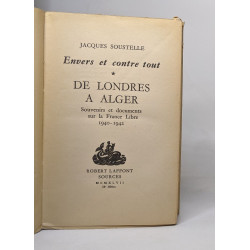 JACQUES SOUSTELLE
Envers et contre tout
*
DE LONDRES
A ALGER
Souvenirs et documents
sur la France Libre
1940-1942
ROBERT LAFFONT
SOURCES
MCMXLVII